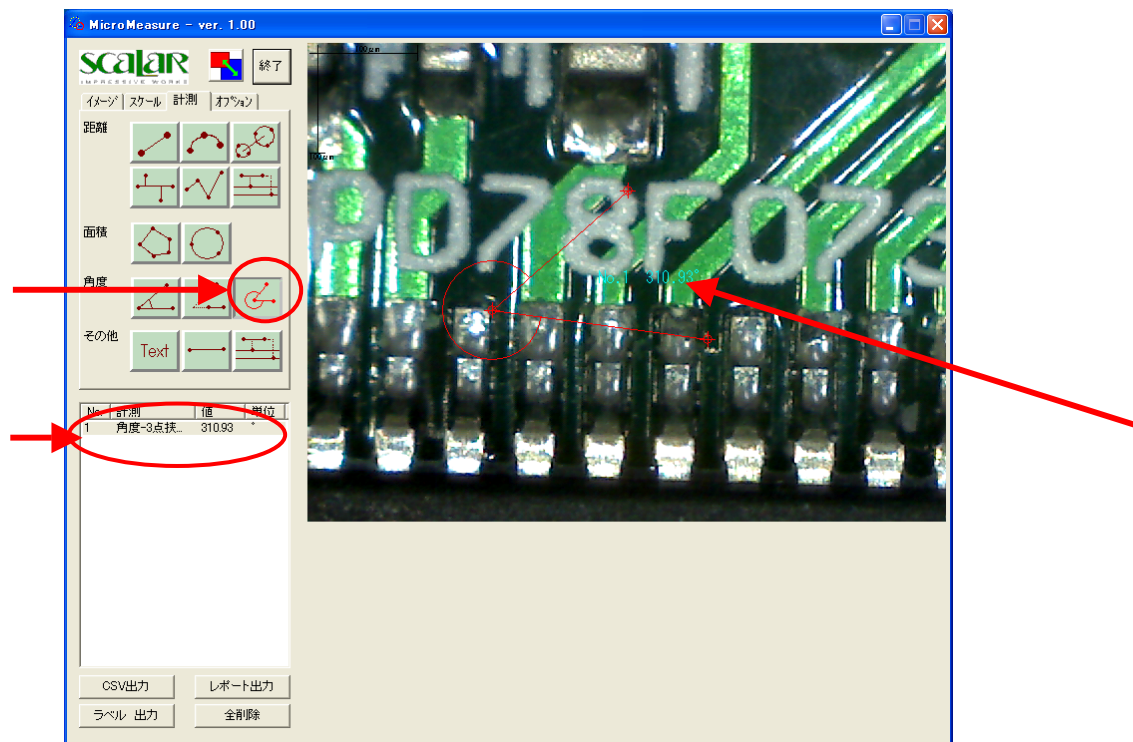 MicroMeasure - ver. 1.00
scalar
IMPRESSIVE WORKS
終了
イメージ スケール 計測 オプション
距離
面積
角度
その他
Text
No. 計測 値 単位
1 角度-3点挟... 310.93 °
CSV出力 レポート出力
ラベル 出力 全削除
100μm
100μm
PD78F073
No.1 310.93°